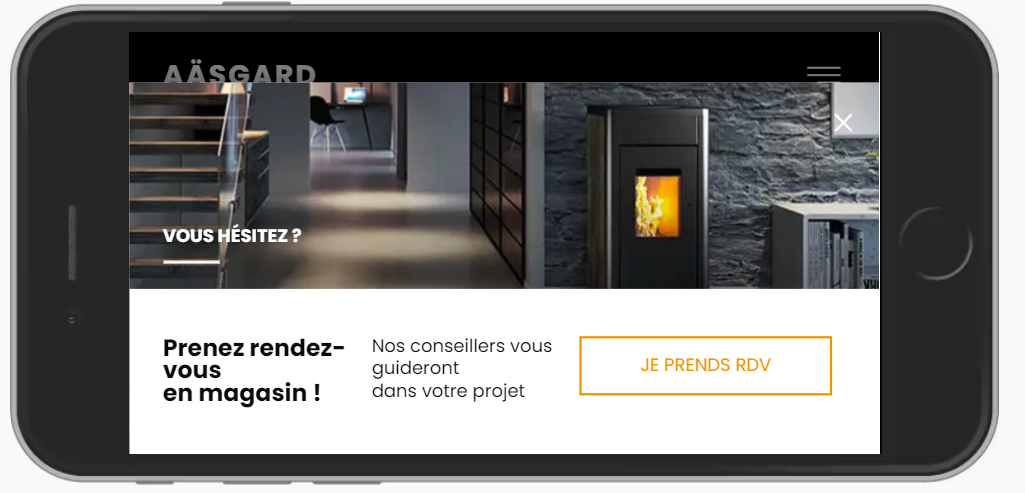 AÄSGARD
VOUS HÉSITEZ ?
Prenez rendez-
vous
en magasin !
Nos conseillers vous
guideront
dans votre projet
JE PRENDS RDV